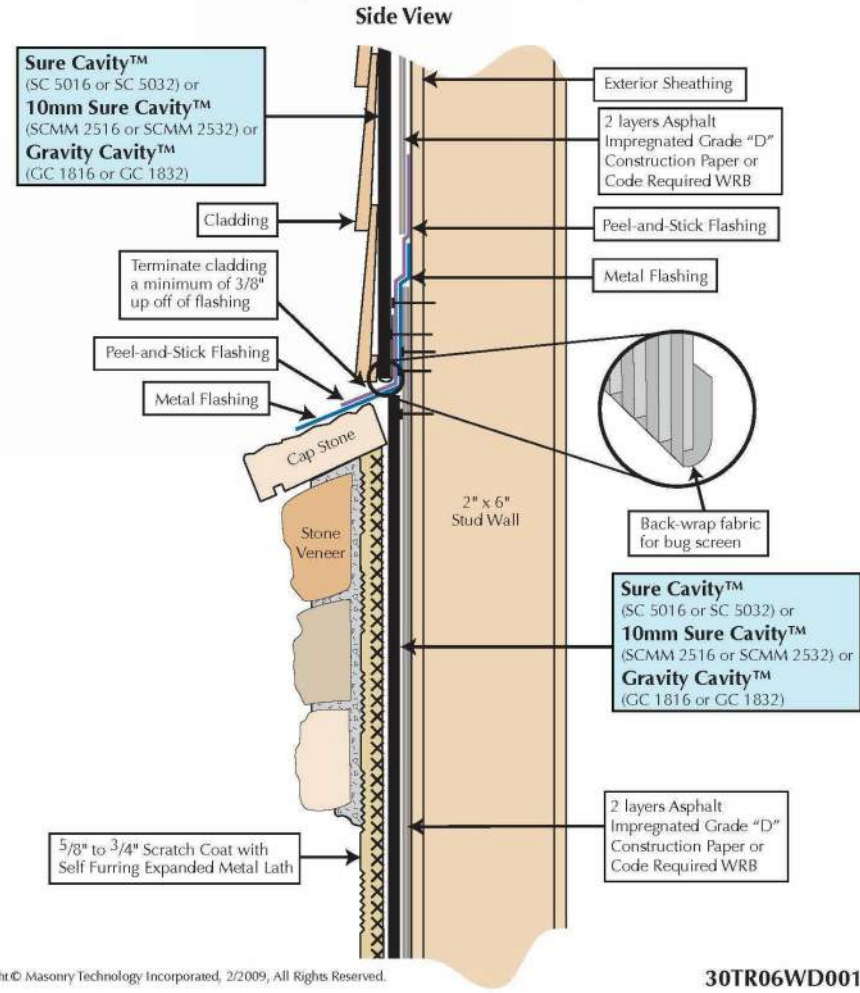 Side View
Sure Cavity™
(SC 5016 or SC 5032) or
10mm Sure Cavity™
(SCMM 2516 or SCMM 2532) or
Gravity Cavity™
(GC 1816 or GC 1832)
Exterior Sheathing
2 layers Asphalt
Impregnated Grade “D”
Construction Paper or
Code Required WRB
Cladding
Peel-and-Stick Flashing
Terminate cladding
a minimum of 3/8"
up off of flashing
Metal Flashing
Peel-and-Stick Flashing
Metal Flashing
Cap Stone
2" x 6"
Stud Wall
Stone
Veneer
Back-wrap fabric
for bug screen
Sure Cavity™
(SC 5016 or SC 5032) or
10mm Sure Cavity™
(SCMM 2516 or SCMM 2532) or
Gravity Cavity™
(GC 1816 or GC 1832)
2 layers Asphalt
Impregnated Grade “D”
Construction Paper or
Code Required WRB
5/8" to 3/4" Scratch Coat with
Self Furring Expanded Metal Lath
ht© Masonry Technology Incorporated, 2/2009, All Rights Reserved.
30TR06WD001